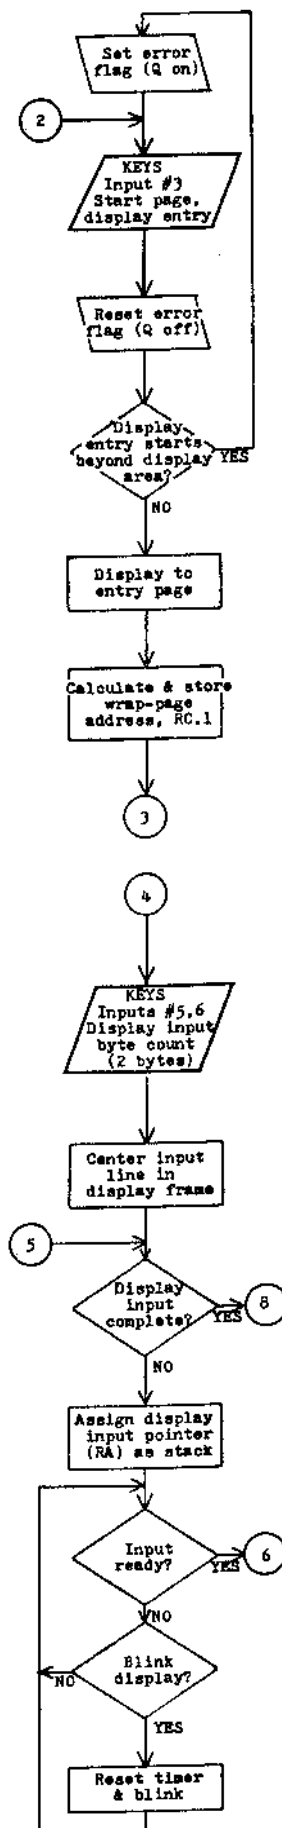 Set error
flag (Q on)
2
KEYS
Input #3
Start page,
display entry
Reset error
flag (Q off)
Display
entry starts
beyond display
area?
YES
NO
Display to
entry page
Calculate & store
wrap-page
address, RC.1
3
4
KEYS
Inputs #5,6
Display input
byte count
(2 bytes)
Center input
line in
display frame
5
Display
input
complete?
YES
8
NO
Assign display
input pointer
(RA) as stack
Input
ready?
YES
6
NO
Blink
display?
NO
YES
Reset timer
& blink